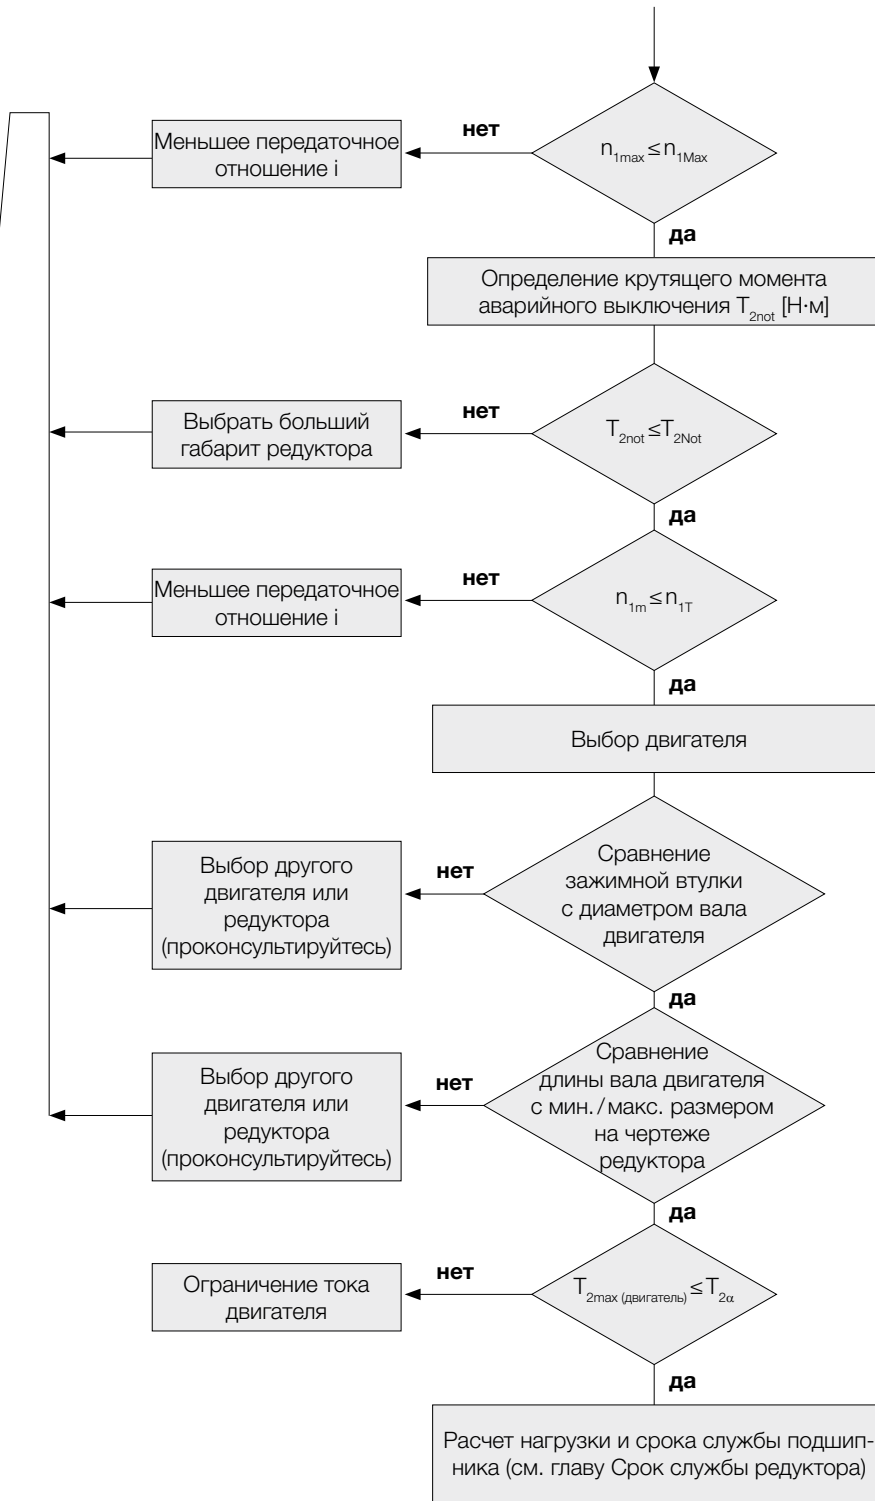 n1max ≤ n1Max
нет
Меньшее передаточное
отношение i
да
Определение крутящего момента
аварийного выключения T2not [Н·м]
T2not ≤ T2Not
нет
Выбрать больший
габарит редуктора
да
n1m ≤ n1T
нет
Меньшее передаточное
отношение i
да
Выбор двигателя
Сравнение
зажимной втулки
с диаметром вала
двигателя
нет
Выбор другого
двигателя или
редуктора
(проконсультируйтесь)
да
Сравнение
длины вала двигателя
с мин./макс. размером
на чертеже
редуктора
нет
Выбор другого
двигателя или
редуктора
(проконсультируйтесь)
да
T2max (двигатель) ≤ T2α
нет
Ограничение тока
двигателя
да
Расчет нагрузки и срока службы подшип-
ника (см. главу Срок службы редуктора)